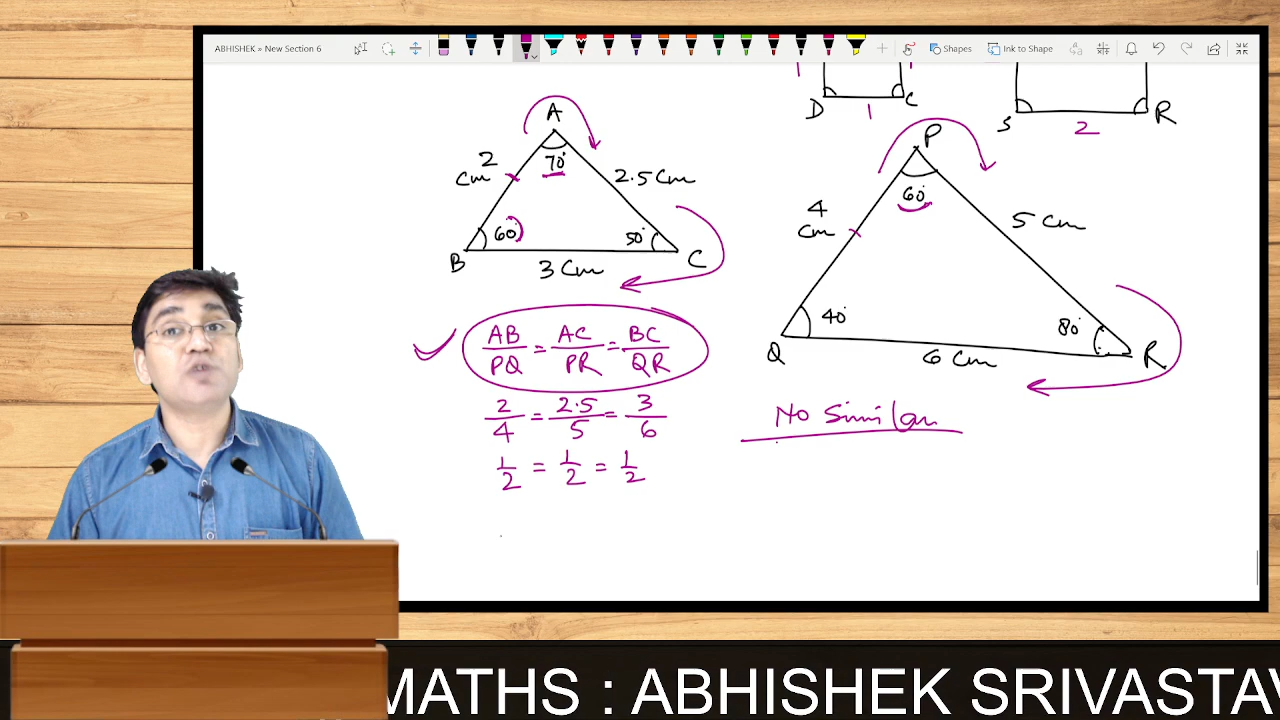 ABHISHEK » New Section 6
Shapes
Ink to Shape
1
1
D
1
C
S
2
R
A
70°
2
cm
2.5 Cm
60°
50°
B
3 Cm
C
P
60°
4
cm
5 cm
40°
80°
Q
6 Cm
R
AB/PQ = AC/PR = BC/QR
2/4 = 2.5/5 = 3/6
1/2 = 1/2 = 1/2
No Similar
MATHS : ABHISHEK SRIVASTAV